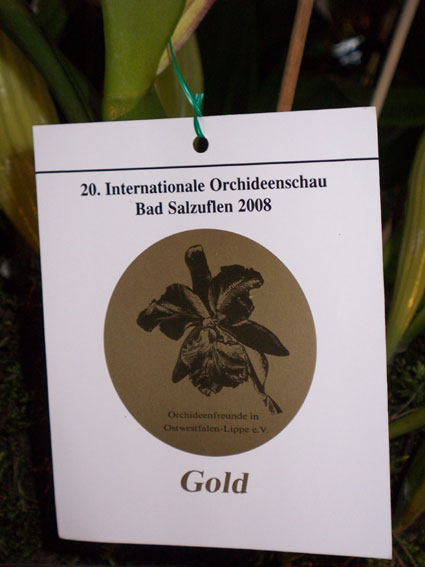 20. Internationale Orchideenschau
Bad Salzuflen 2008
Orchideenfreunde in
Ostwestfalen-Lippe e.V.
Gold